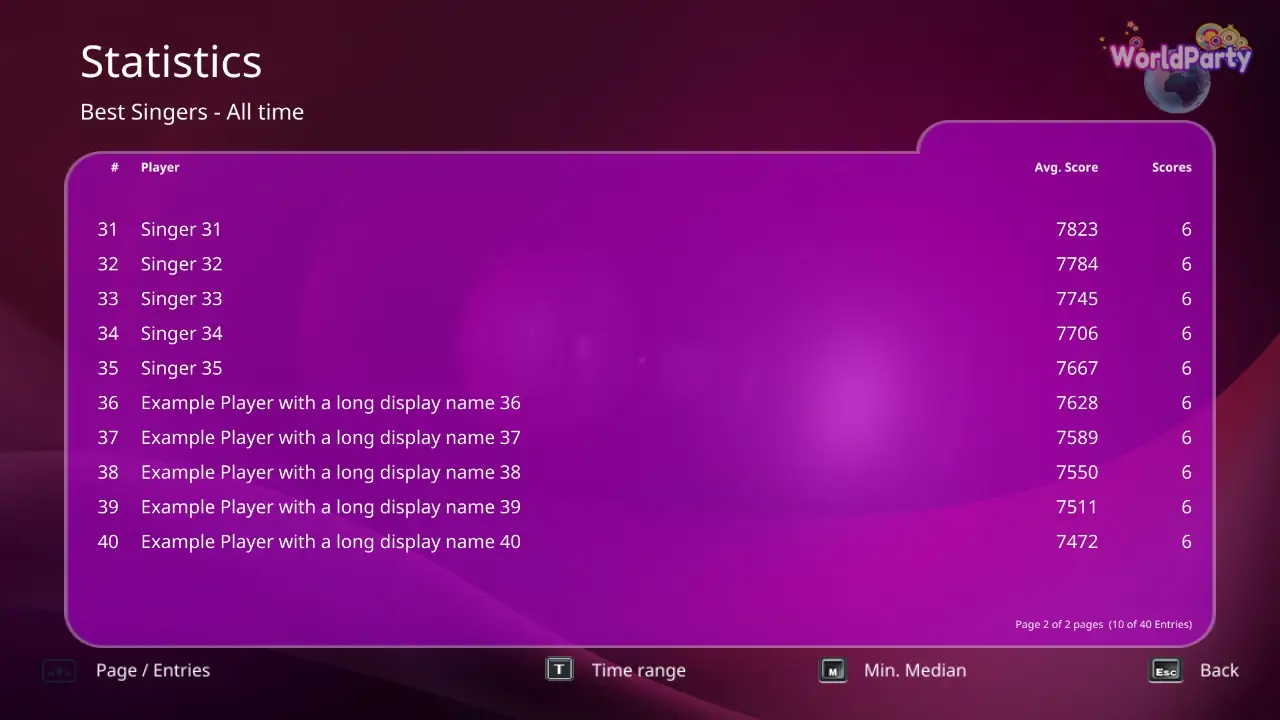 Statistics
WorldParty
Best Singers - All time
# Player Avg. Score Scores
31 Singer 31 7823 6
32 Singer 32 7784 6
33 Singer 33 7745 6
34 Singer 34 7706 6
35 Singer 35 7667 6
36 Example Player with a long display name 36 7628 6
37 Example Player with a long display name 37 7589 6
38 Example Player with a long display name 38 7550 6
39 Example Player with a long display name 39 7511 6
40 Example Player with a long display name 40 7472 6
Page 2 of 2 pages (10 of 40 Entries)
Page / Entries T Time range M Min. Median Esc Back